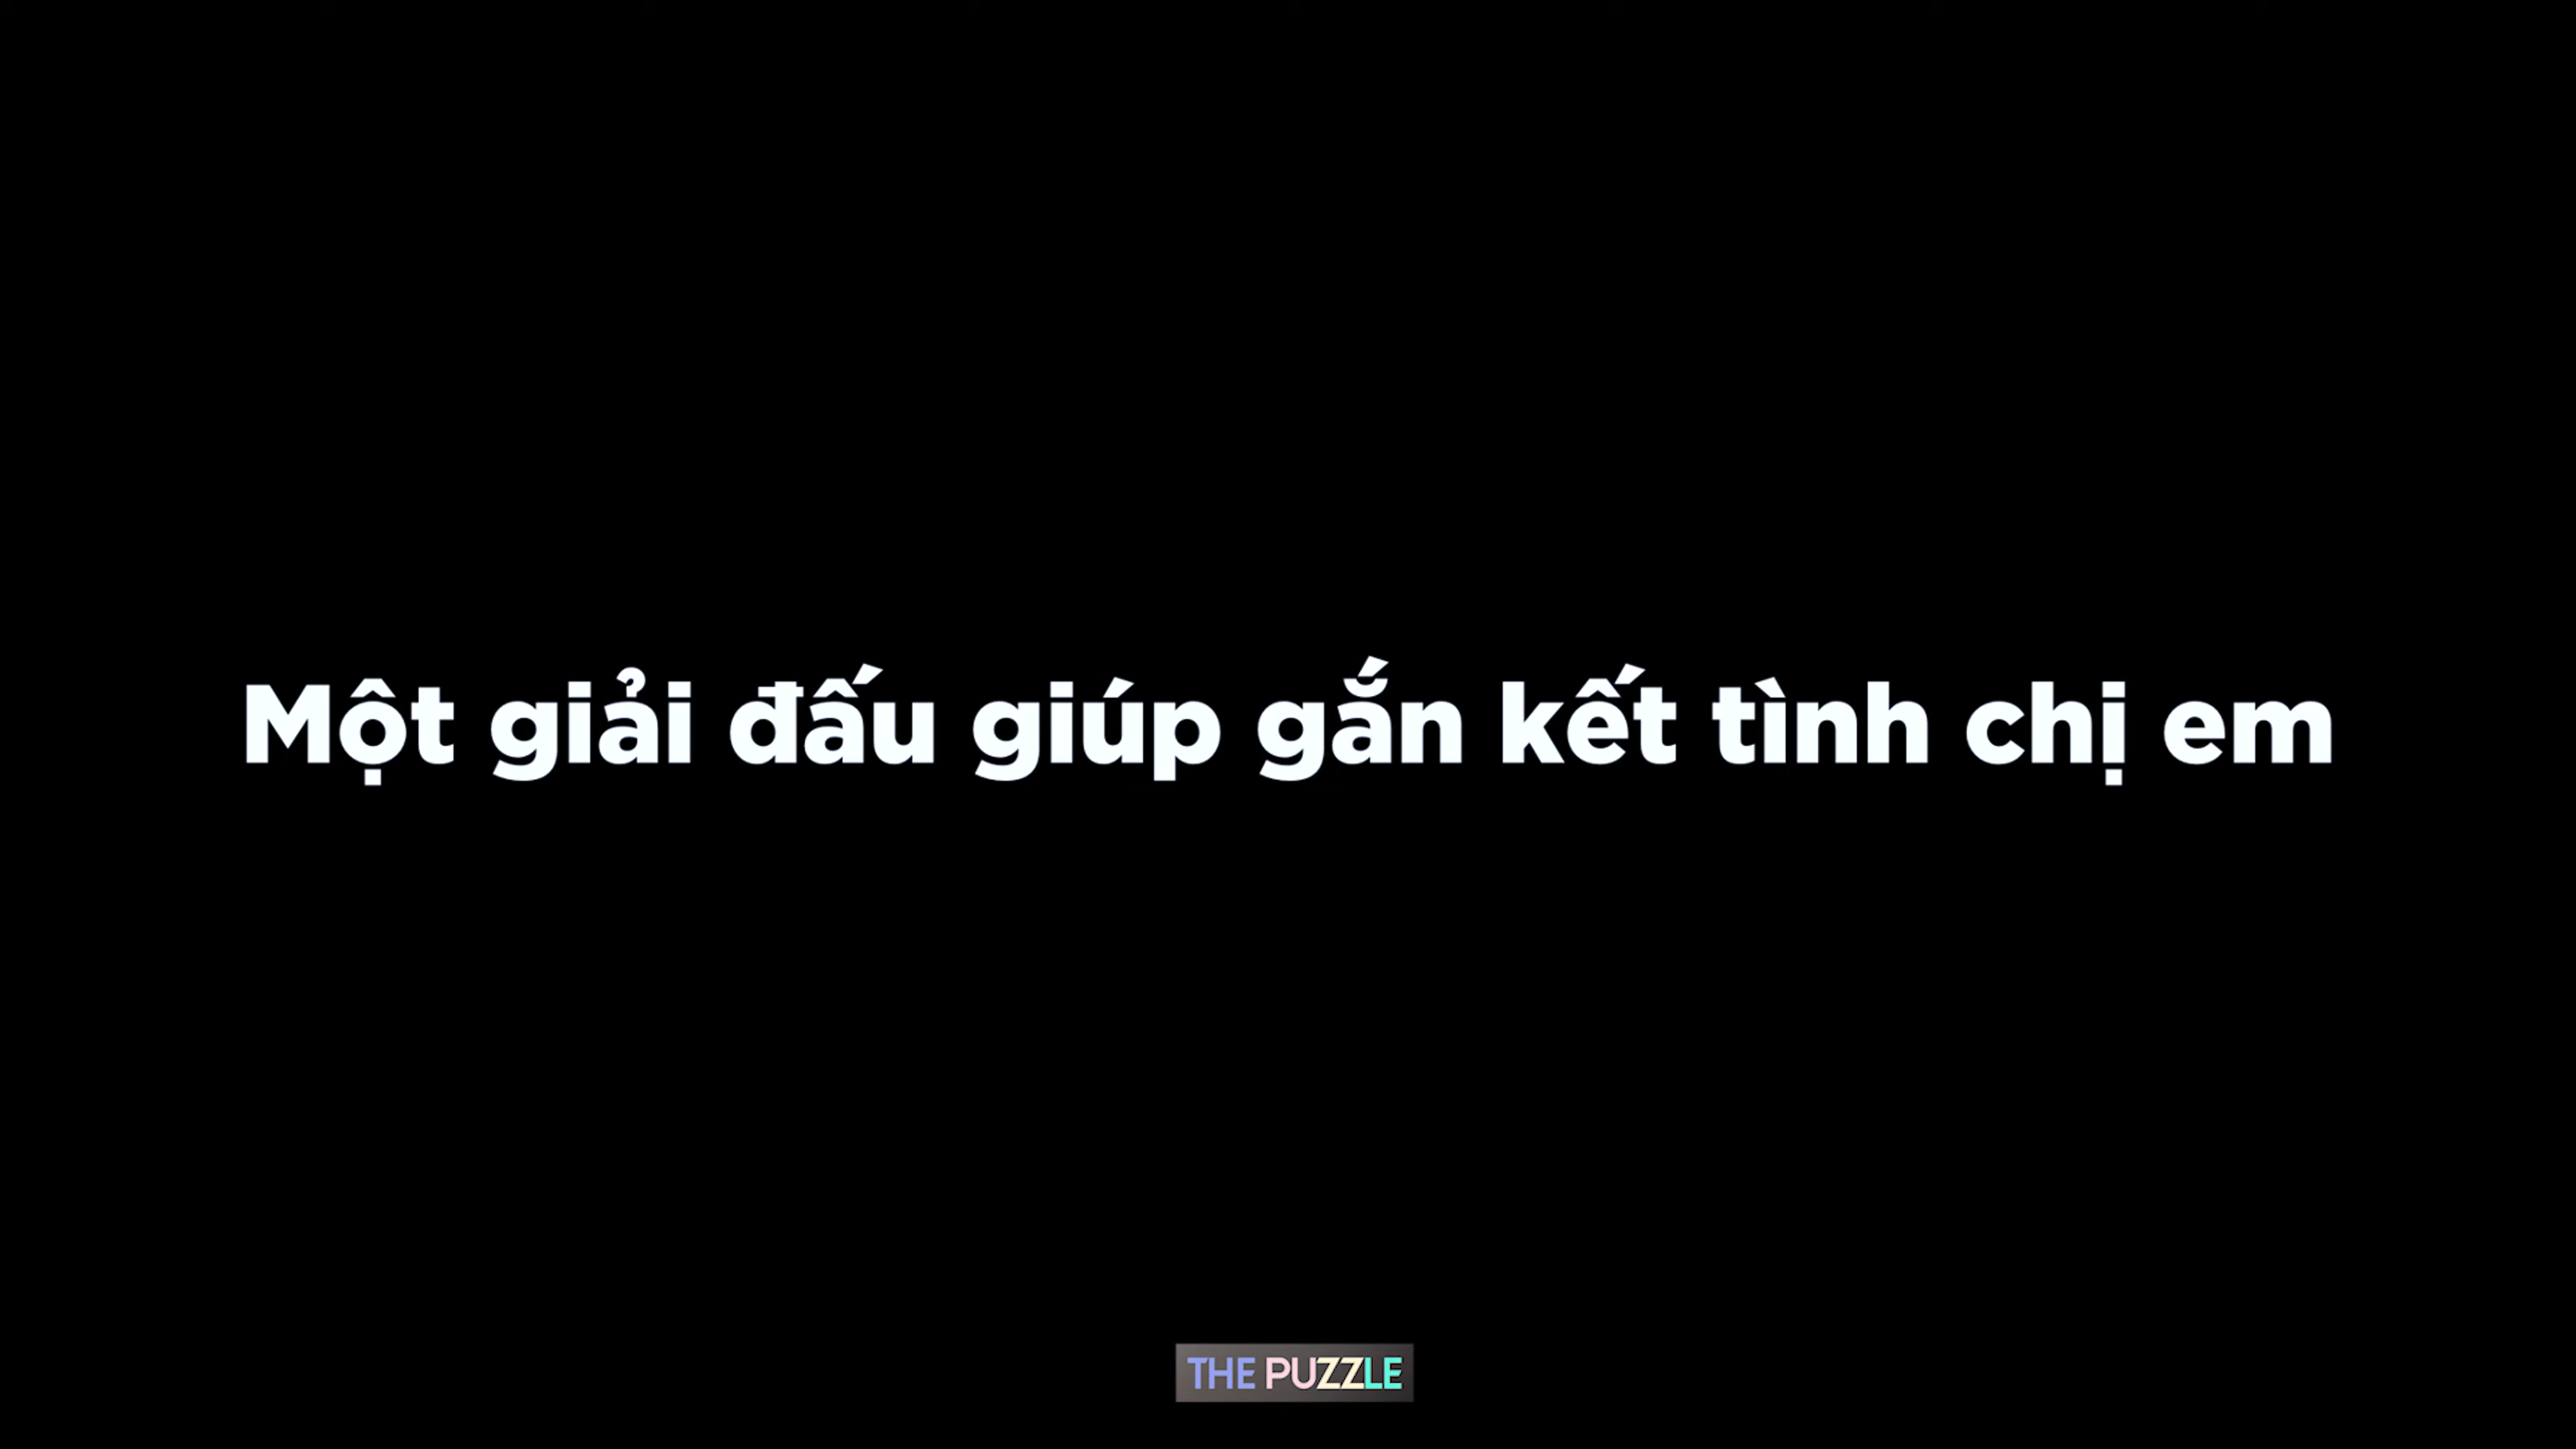 Một giải đấu giúp gắn kết tình chị em
THE PUZZLE